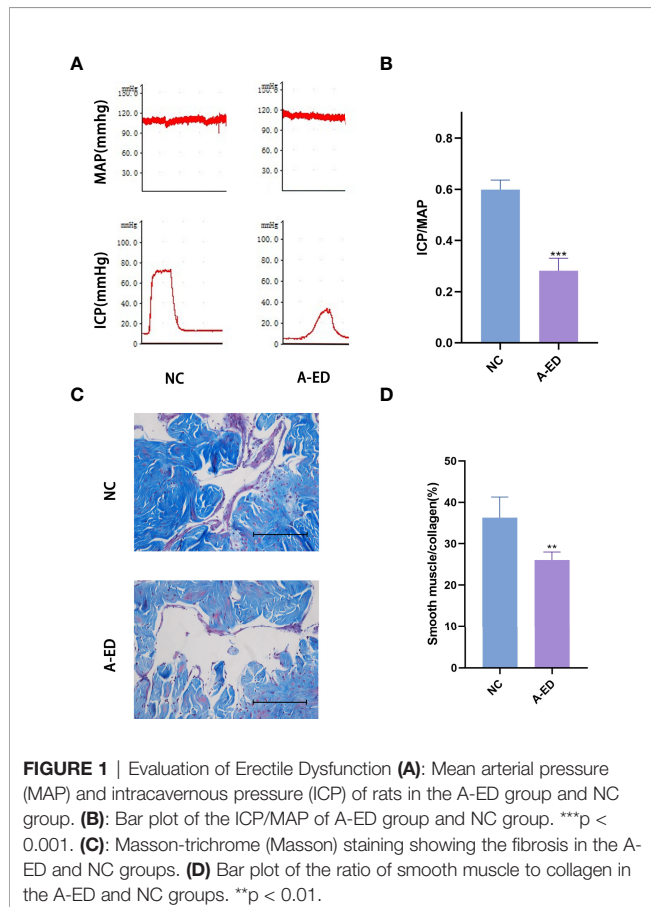 A
B
mmHg
150.0
120.0
90.0
60.0
30.0
MAP(mmhg)
mmHg
150.0
120.0
90.0
60.0
30.0
mmHg
100.0
80.0
60.0
40.0
20.0
ICP(mmHg)
mmHg
100.0
80.0
60.0
40.0
20.0
NC
A-ED
0.8
0.6
0.4
0.2
0.0
ICP/MAP
***
NC
A-ED
C
D
NC
A-ED
50
40
30
20
10
0
Smooth muscle/collagen(%)
**
NC
A-ED
FIGURE 1 | Evaluation of Erectile Dysfunction (A): Mean arterial pressure
(MAP) and intracavernous pressure (ICP) of rats in the A-ED group and NC
group. (B): Bar plot of the ICP/MAP of A-ED group and NC group. ***p <
0.001. (C): Masson-trichrome (Masson) staining showing the fibrosis in the A-
ED and NC groups. (D) Bar plot of the ratio of smooth muscle to collagen in
the A-ED and NC groups. **p < 0.01.